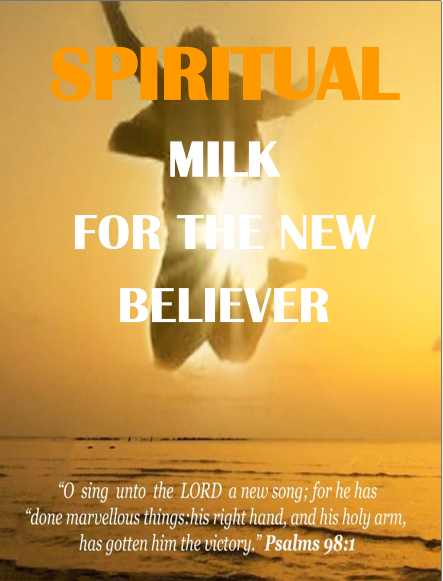 SPIRITUAL
MILK
FOR THE NEW
BELIEVER
“O sing unto the LORD a new song; for he has
“done marvellous things:his right hand, and his holy arm,
has gotten him the victory.” Psalms 98:1